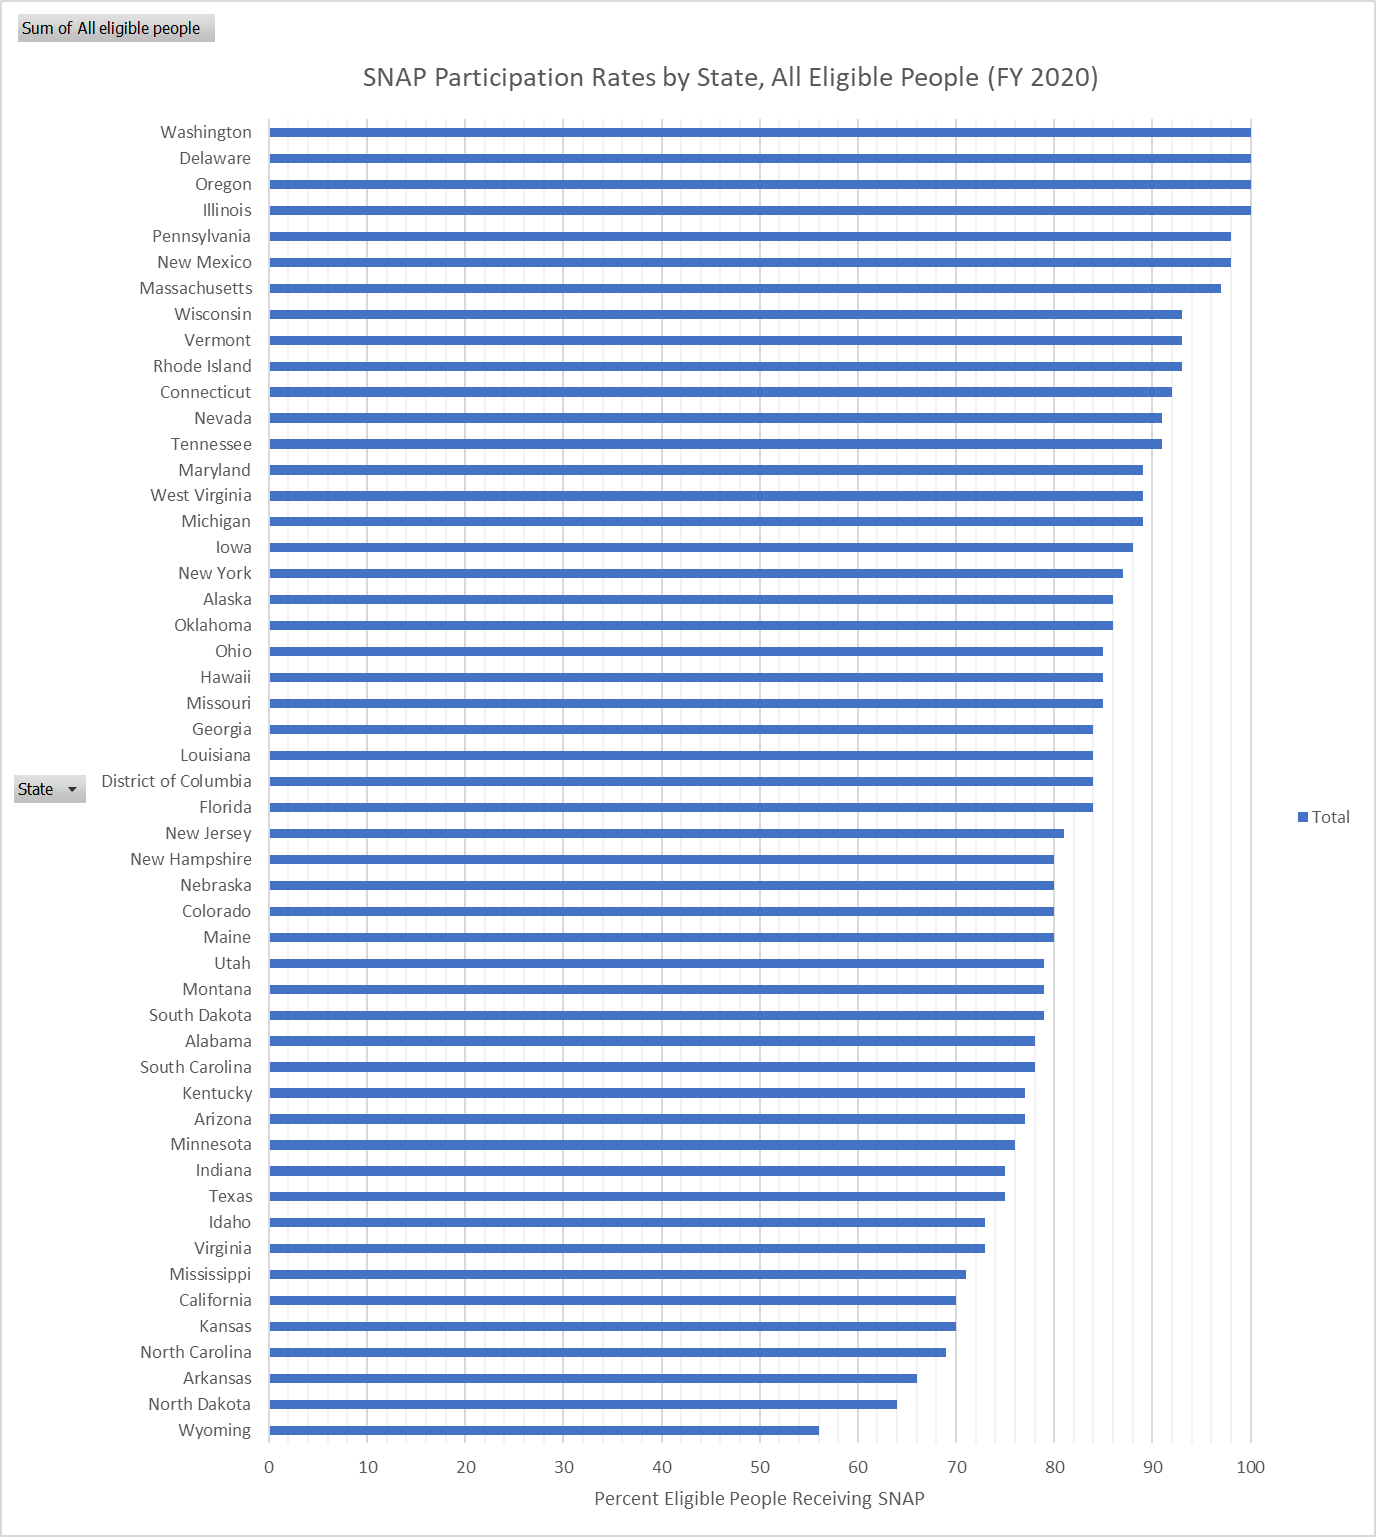 Sum of All eligible people
SNAP Participation Rates by State, All Eligible People (FY 2020)
Washington
Delaware
Oregon
Illinois
Pennsylvania
New Mexico
Massachusetts
Wisconsin
Vermont
Rhode Island
Connecticut
Nevada
Tennessee
Maryland
West Virginia
Michigan
Iowa
New York
Alaska
Oklahoma
Ohio
Hawaii
Missouri
Georgia
Louisiana
District of Columbia
State
Florida
Total
New Jersey
New Hampshire
Nebraska
Colorado
Maine
Utah
Montana
South Dakota
Alabama
South Carolina
Kentucky
Arizona
Minnesota
Indiana
Texas
Idaho
Virginia
Mississippi
California
Kansas
North Carolina
Arkansas
North Dakota
Wyoming
0 10 20 30 40 50 60 70 80 90 100
Percent Eligible People Receiving SNAP